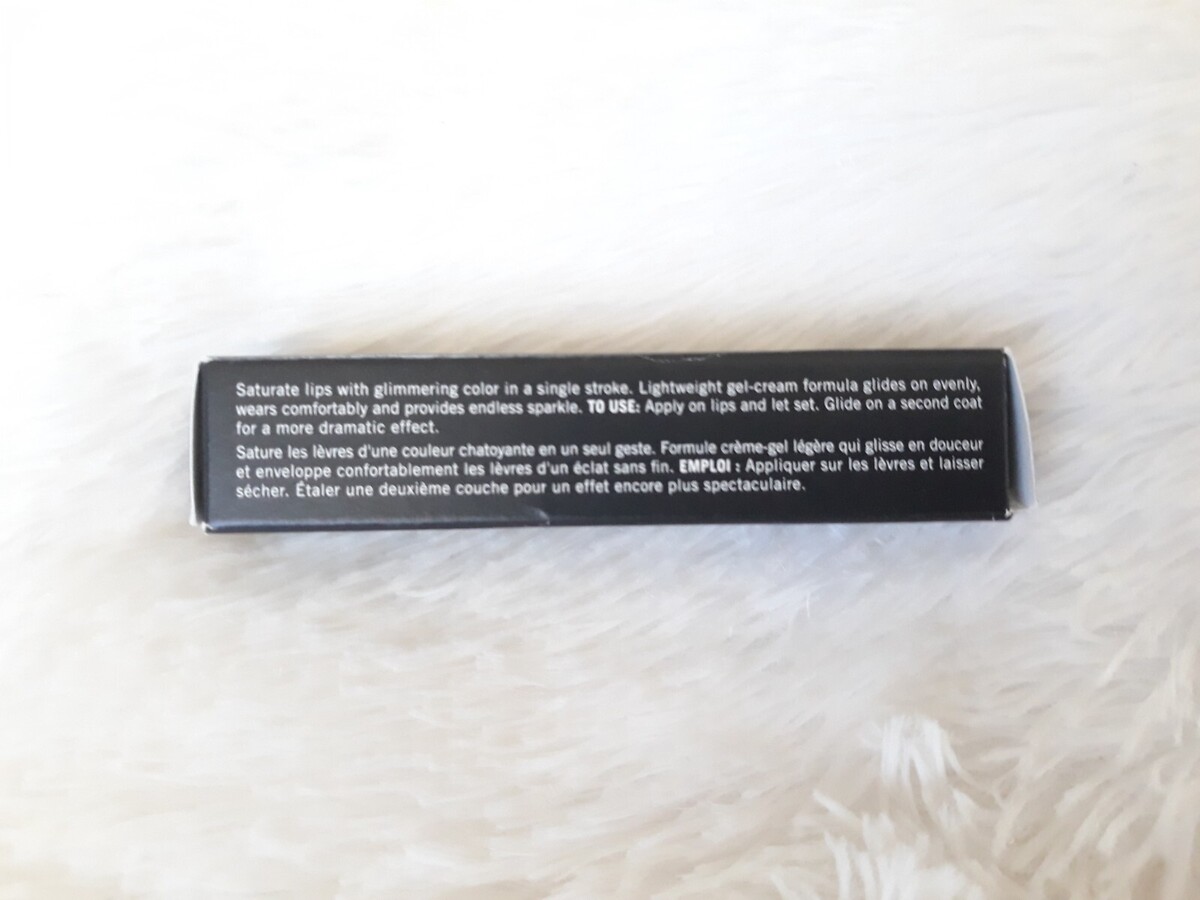 Saturate lips with glimmering color in a single stroke. Lightweight gel-cream formula glides on evenly,
wears comfortably and provides endless sparkle. TO USE: Apply on lips and let set. Glide on a second coat
for a more dramatic effect.
Sature les lèvres d'une couleur chatoyante en un seul geste. Formule crème-gel légère qui glisse en douceur
et enveloppe confortablement les lèvres d'un éclat sans fin. EMPLOI : Appliquer sur les lèvres et laisser
sécher. Étaler une deuxième couche pour un effet encore plus spectaculaire.